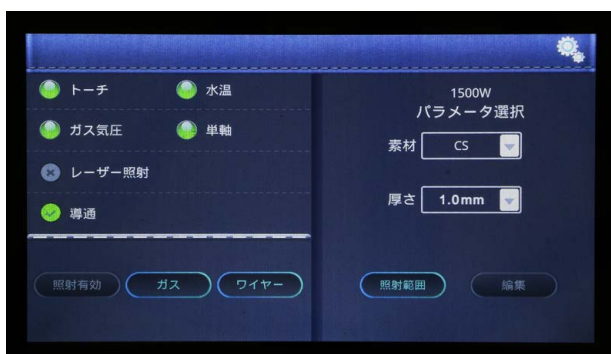 トーチ 水温
ガス気圧 単軸
レーザー照射
導通
照射有効 ガス ワイヤー
1500W
パラメータ選択
素材 CS
厚さ 1.0mm
照射範囲 編集